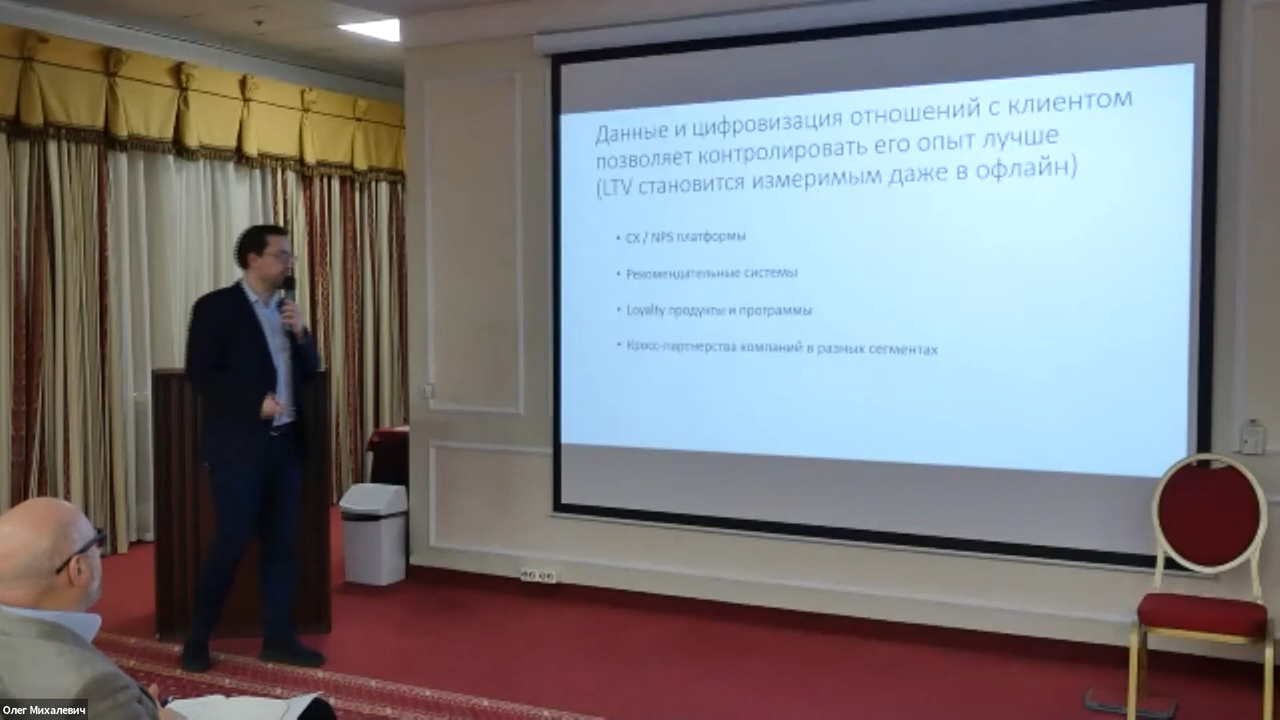 Данные и цифровизация отношений с клиентом
позволяет контролировать его опыт лучше
(LTV становится измеримым даже в офлайн)
• CX / NPS платформы
• Рекомендательные системы
• Loyalty продукты и программы
• Кросс-партнерства компаний в разных сегментах
Олег Михалевич